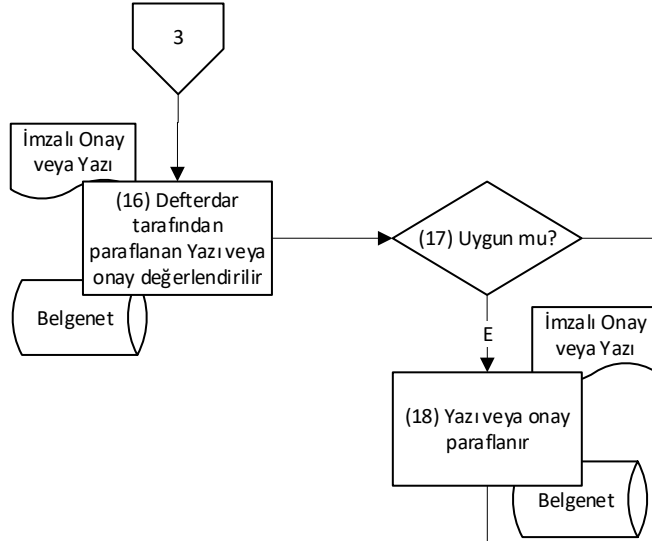 3
İmzalı Onay
veya Yazı
(16) Defterdar
tarafından
paraflanan Yazı veya
onay değerlendirilir
Belgenet
(17) Uygun mu?
E
İmzalı Onay
veya Yazı
(18) Yazı veya onay
paraflanır
Belgenet